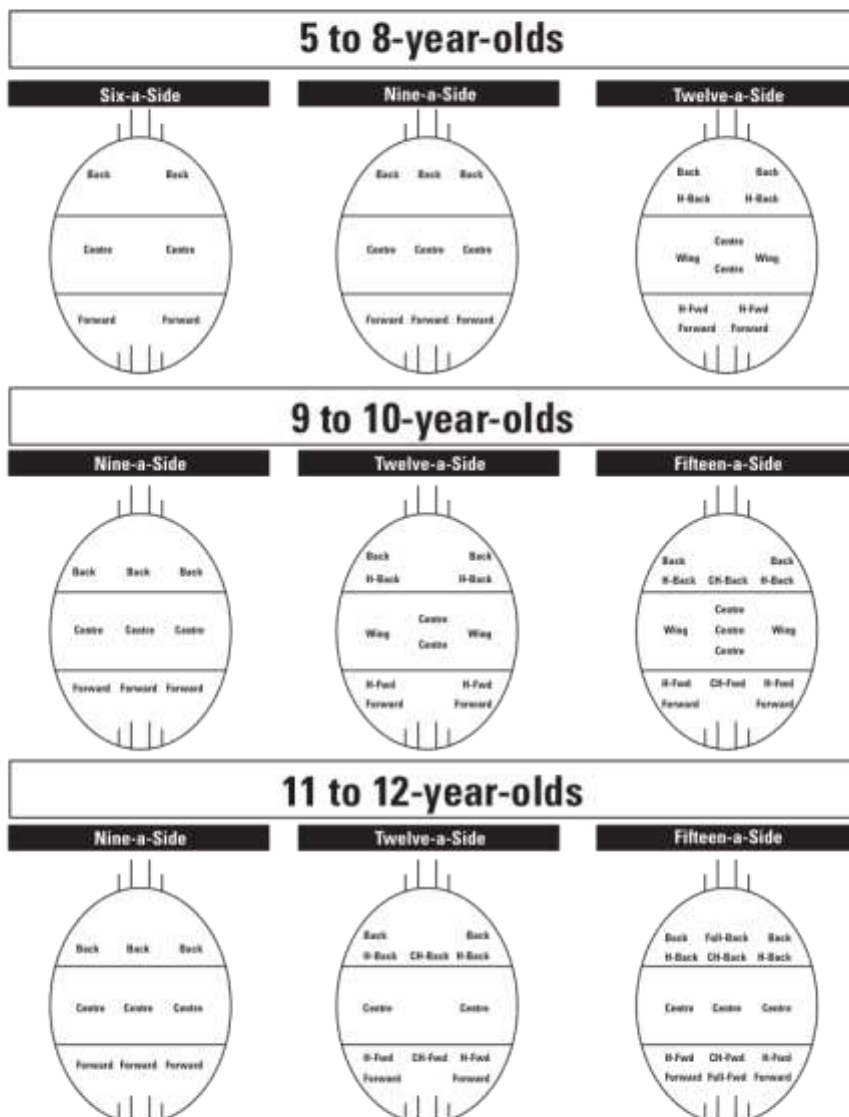 5 to 8-year-olds
Six-a-Side
Back Back
Centre Centre
Forward Forward
Nine-a-Side
Back Back Back
Centre Centre Centre
Forward Forward Forward
Twelve-a-Side
Back Back
H-Back H-Back
Centre
Wing Wing
Centre
H-Fwd H-Fwd
Forward Forward
9 to 10-year-olds
Nine-a-Side
Back Back Back
Centre Centre Centre
Forward Forward Forward
Twelve-a-Side
Back Back
H-Back H-Back
Centre
Wing Wing
Centre
H-Fwd H-Fwd
Forward Forward
Fifteen-a-Side
Back Back
H-Back CH-Back H-Back
Centre
Wing Centre Wing
Centre
H-Fwd CH-Fwd H-Fwd
Forward Forward
11 to 12-year-olds
Nine-a-Side
Back Back Back
Centre Centre Centre
Forward Forward Forward
Twelve-a-Side
Back Back
H-Back CH-Back H-Back
Centre Centre
H-Fwd CH-Fwd H-Fwd
Forward Forward
Fifteen-a-Side
Back Full-Back Back
H-Back CH-Back H-Back
Centre Centre Centre
H-Fwd CH-Fwd H-Fwd
Forward Full-Fwd Forward